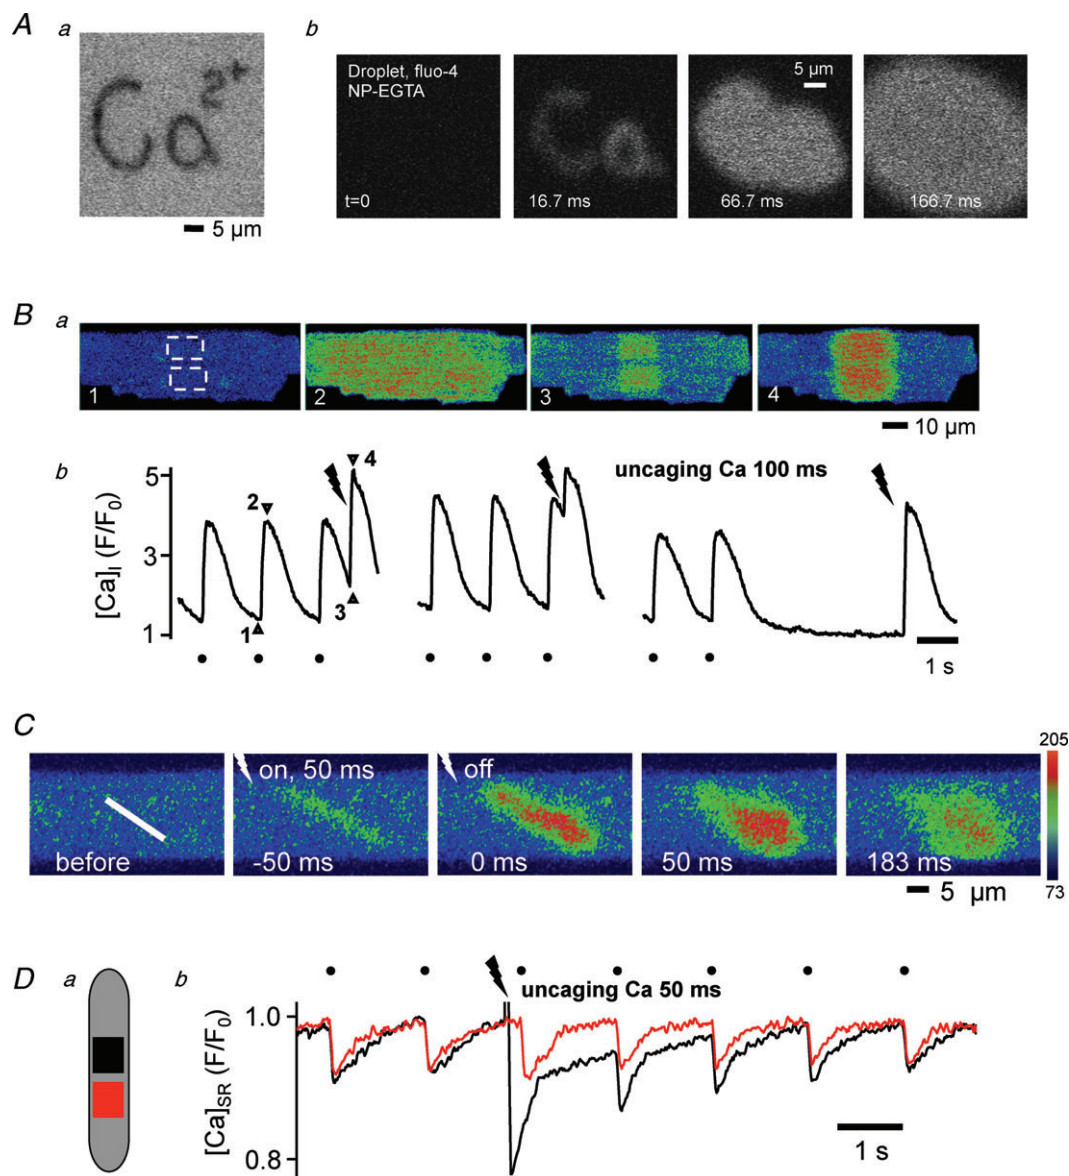 A
a
Ca2+
5 µm
b
Droplet, fluo-4
NP-EGTA
t=0
16.7 ms
5 µm
66.7 ms
166.7 ms
B
a
1
2
3
4
10 µm
b
[Ca]I (F/F0)
5
3
1
2
1
3
4
uncaging Ca 100 ms
1 s
C
before
on, 50 ms
-50 ms
off
0 ms
50 ms
183 ms
205
73
5 µm
D
a
b
[Ca]SR (F/F0)
1.0
0.8
uncaging Ca 50 ms
1 s